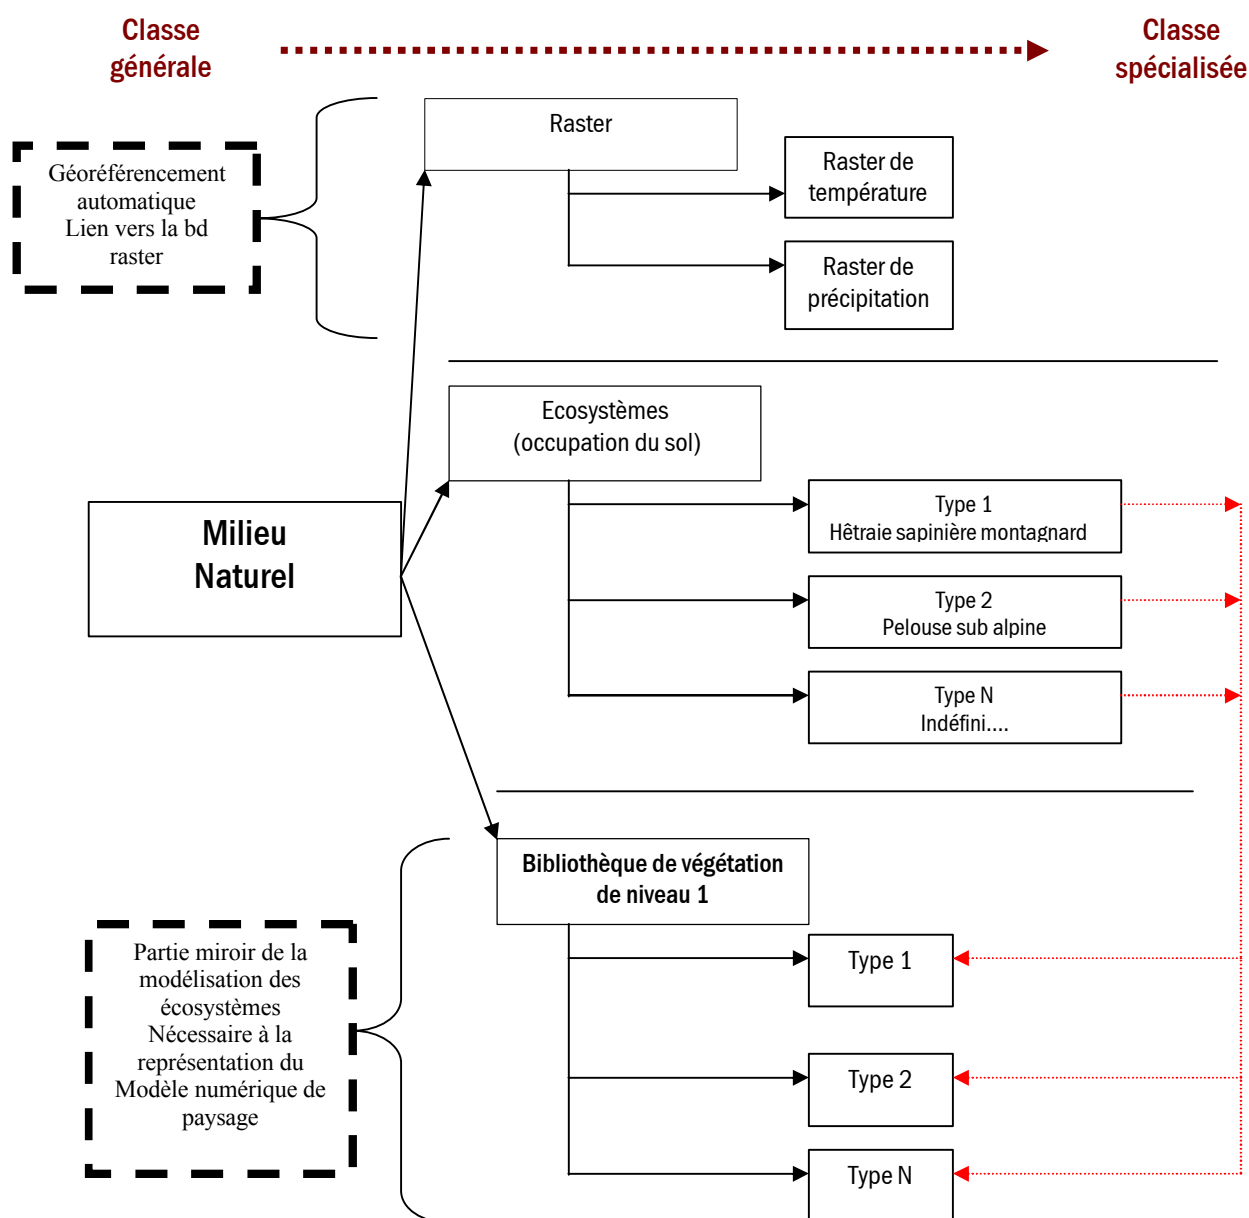 Classe
générale
Classe
spécialisée
Raster
Géoréférencement
automatique
Lien vers la bd
raster
Raster de
température
Raster de
précipitation
Ecosystèmes
(occupation du sol)
Milieu
Naturel
Type 1
Hêtraie sapinière montagnard
Type 2
Pelouse sub alpine
Type N
Indéfini....
Bibliothèque de végétation
de niveau 1
Partie miroir de la
modélisation des
écosystèmes
Nécessaire à la
représentation du
Modèle numérique de
paysage
Type 1
Type 2
Type N